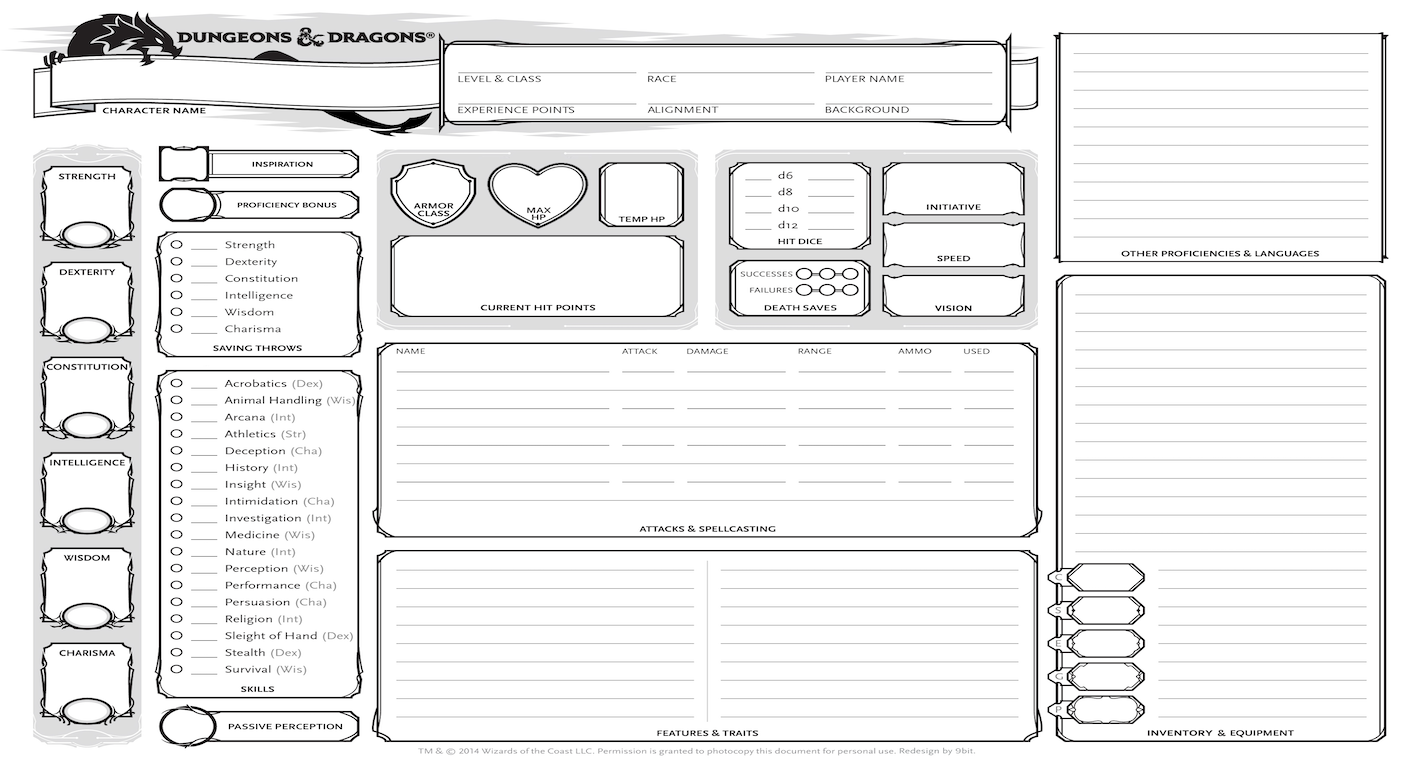 DUNGEONS & DRAGONS®
CHARACTER NAME
LEVEL & CLASS RACE PLAYER NAME
EXPERIENCE POINTS ALIGNMENT BACKGROUND
STRENGTH
DEXTERITY
CONSTITUTION
INTELLIGENCE
WISDOM
CHARISMA
INSPIRATION
PROFICIENCY BONUS
Strength
Dexterity
Constitution
Intelligence
Wisdom
Charisma
SAVING THROWS
Acrobatics (Dex)
Animal Handling (Wis)
Arcana (Int)
Athletics (Str)
Deception (Cha)
History (Int)
Insight (Wis)
Intimidation (Cha)
Investigation (Int)
Medicine (Wis)
Nature (Int)
Perception (Wis)
Performance (Cha)
Persuasion (Cha)
Religion (Int)
Sleight of Hand (Dex)
Stealth (Dex)
Survival (Wis)
SKILLS
PASSIVE PERCEPTION
ARMOR
CLASS
MAX
HP
TEMP HP
CURRENT HIT POINTS
d6
d8
d10
d12
HIT DICE
SUCCESSES
FAILURES
DEATH SAVES
INITIATIVE
SPEED
VISION
NAME ATTACK DAMAGE RANGE AMMO USED
ATTACKS & SPELLCASTING
FEATURES & TRAITS
OTHER PROFICIENCIES & LANGUAGES
C
S
E
G
P
INVENTORY & EQUIPMENT
TM & © 2014 Wizards of the Coast LLC. Permission is granted to photocopy this document for personal use. Redesign by 9bit.